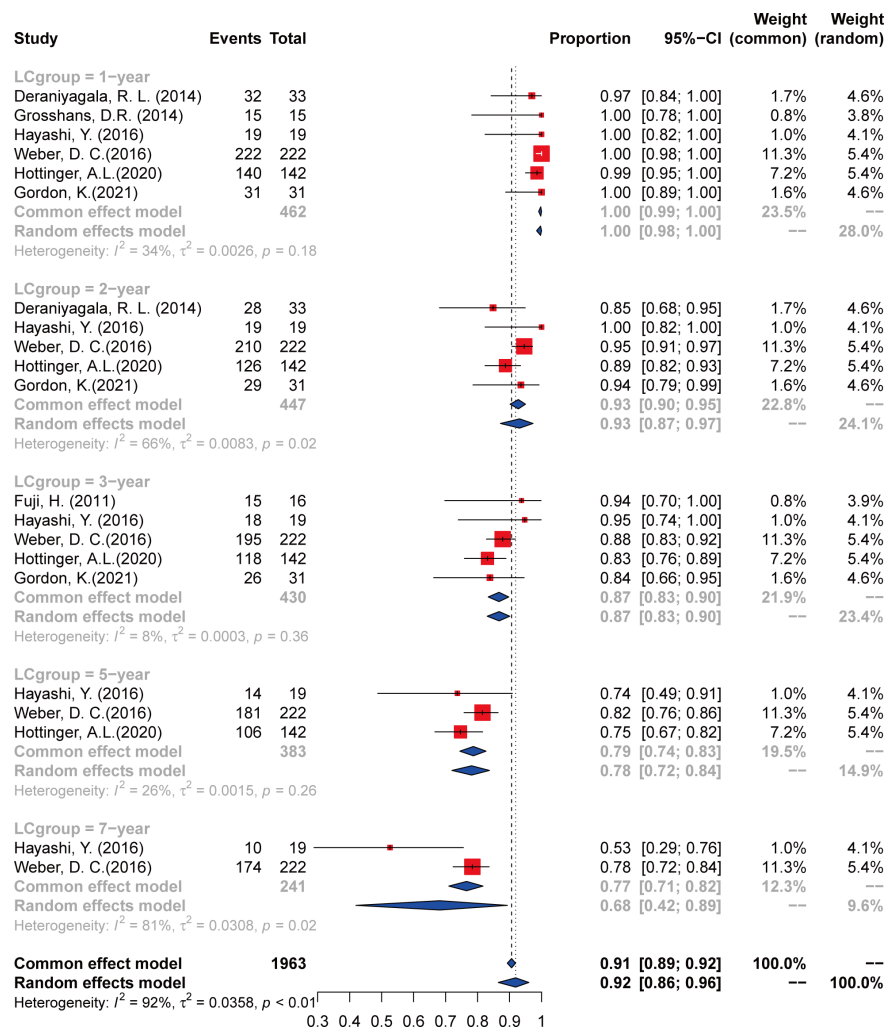 Weight Weight
Study Events Total Proportion 95%−CI (common) (random)
LCgroup = 1−year
Deraniyagala, R. L. (2014) 32 33 0.97 [0.84; 1.00] 1.7% 4.6%
Grosshans, D.R. (2014) 15 15 1.00 [0.78; 1.00] 0.8% 3.8%
Hayashi, Y. (2016) 19 19 1.00 [0.82; 1.00] 1.0% 4.1%
Weber, D. C.(2016) 222 222 1.00 [0.98; 1.00] 11.3% 5.4%
Hottinger, A.L.(2020) 140 142 0.99 [0.95; 1.00] 7.2% 5.4%
Gordon, K.(2021) 31 31 1.00 [0.89; 1.00] 1.6% 4.6%
Common effect model 462 1.00 [0.99; 1.00] 23.5% −−
Random effects model 1.00 [0.98; 1.00] −− 28.0%
Heterogeneity: I² = 34%, τ² = 0.0026, p = 0.18
LCgroup = 2−year
Deraniyagala, R. L. (2014) 28 33 0.85 [0.68; 0.95] 1.7% 4.6%
Hayashi, Y. (2016) 19 19 1.00 [0.82; 1.00] 1.0% 4.1%
Weber, D. C.(2016) 210 222 0.95 [0.91; 0.97] 11.3% 5.4%
Hottinger, A.L.(2020) 126 142 0.89 [0.82; 0.93] 7.2% 5.4%
Gordon, K.(2021) 29 31 0.94 [0.79; 0.99] 1.6% 4.6%
Common effect model 447 0.93 [0.90; 0.95] 22.8% −−
Random effects model 0.93 [0.87; 0.97] −− 24.1%
Heterogeneity: I² = 66%, τ² = 0.0083, p = 0.02
LCgroup = 3−year
Fuji, H. (2011) 15 16 0.94 [0.70; 1.00] 0.8% 3.9%
Hayashi, Y. (2016) 18 19 0.95 [0.74; 1.00] 1.0% 4.1%
Weber, D. C.(2016) 195 222 0.88 [0.83; 0.92] 11.3% 5.4%
Hottinger, A.L.(2020) 118 142 0.83 [0.76; 0.89] 7.2% 5.4%
Gordon, K.(2021) 26 31 0.84 [0.66; 0.95] 1.6% 4.6%
Common effect model 430 0.87 [0.83; 0.90] 21.9% −−
Random effects model 0.87 [0.83; 0.90] −− 23.4%
Heterogeneity: I² = 8%, τ² = 0.0003, p = 0.36
LCgroup = 5−year
Hayashi, Y. (2016) 14 19 0.74 [0.49; 0.91] 1.0% 4.1%
Weber, D. C.(2016) 181 222 0.82 [0.76; 0.86] 11.3% 5.4%
Hottinger, A.L.(2020) 106 142 0.75 [0.67; 0.82] 7.2% 5.4%
Common effect model 383 0.79 [0.74; 0.83] 19.5% −−
Random effects model 0.78 [0.72; 0.84] −− 14.9%
Heterogeneity: I² = 26%, τ² = 0.0015, p = 0.26
LCgroup = 7−year
Hayashi, Y. (2016) 10 19 0.53 [0.29; 0.76] 1.0% 4.1%
Weber, D. C.(2016) 174 222 0.78 [0.72; 0.84] 11.3% 5.4%
Common effect model 241 0.77 [0.71; 0.82] 12.3% −−
Random effects model 0.68 [0.42; 0.89] −− 9.6%
Heterogeneity: I² = 81%, τ² = 0.0308, p = 0.02
Common effect model 1963 0.91 [0.89; 0.92] 100.0% −−
Random effects model 0.92 [0.86; 0.96] −− 100.0%
Heterogeneity: I² = 92%, τ² = 0.0358, p < 0.01
0.3 0.4 0.5 0.6 0.7 0.8 0.9 1